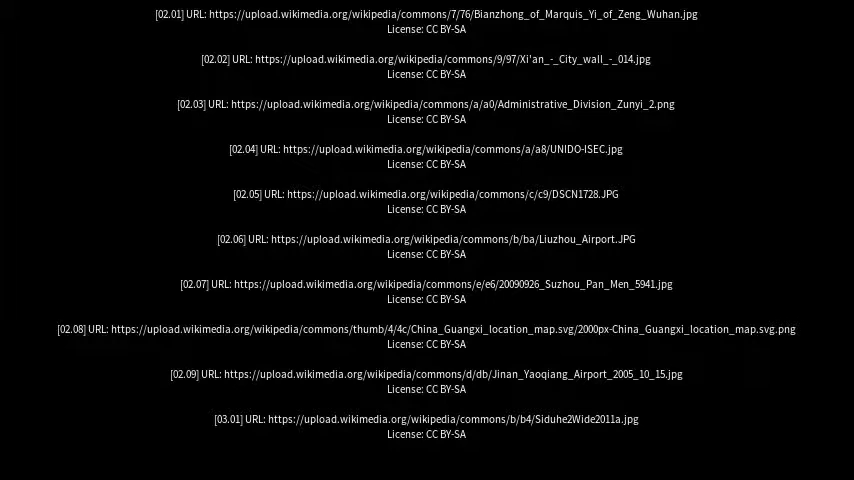 [02.01] URL: https://upload.wikimedia.org/wikipedia/commons/7/76/Bianzhong_of_Marquis_Yi_of_Zeng_Wuhan.jpg
License: CC BY-SA
[02.02] URL: https://upload.wikimedia.org/wikipedia/commons/9/97/Xi'an_-_City_wall_-_014.jpg
License: CC BY-SA
[02.03] URL: https://upload.wikimedia.org/wikipedia/commons/a/a0/Administrative_Division_Zunyi_2.png
License: CC BY-SA
[02.04] URL: https://upload.wikimedia.org/wikipedia/commons/a/a8/UNIDO-ISEC.jpg
License: CC BY-SA
[02.05] URL: https://upload.wikimedia.org/wikipedia/commons/c/c9/DSCN1728.JPG
License: CC BY-SA
[02.06] URL: https://upload.wikimedia.org/wikipedia/commons/b/ba/Liuzhou_Airport.JPG
License: CC BY-SA
[02.07] URL: https://upload.wikimedia.org/wikipedia/commons/e/e6/20090926_Suzhou_Pan_Men_5941.jpg
License: CC BY-SA
[02.08] URL: https://upload.wikimedia.org/wikipedia/commons/thumb/4/4c/China_Guangxi_location_map.svg/2000px-China_Guangxi_location_map.svg.png
License: CC BY-SA
[02.09] URL: https://upload.wikimedia.org/wikipedia/commons/d/db/Jinan_Yaoqiang_Airport_2005_10_15.jpg
License: CC BY-SA
[03.01] URL: https://upload.wikimedia.org/wikipedia/commons/b/b4/Siduhe2Wide2011a.jpg
License: CC BY-SA